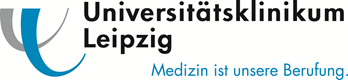 Universitätsklinikum
Leipzig
Medizin ist unsere Berufung.